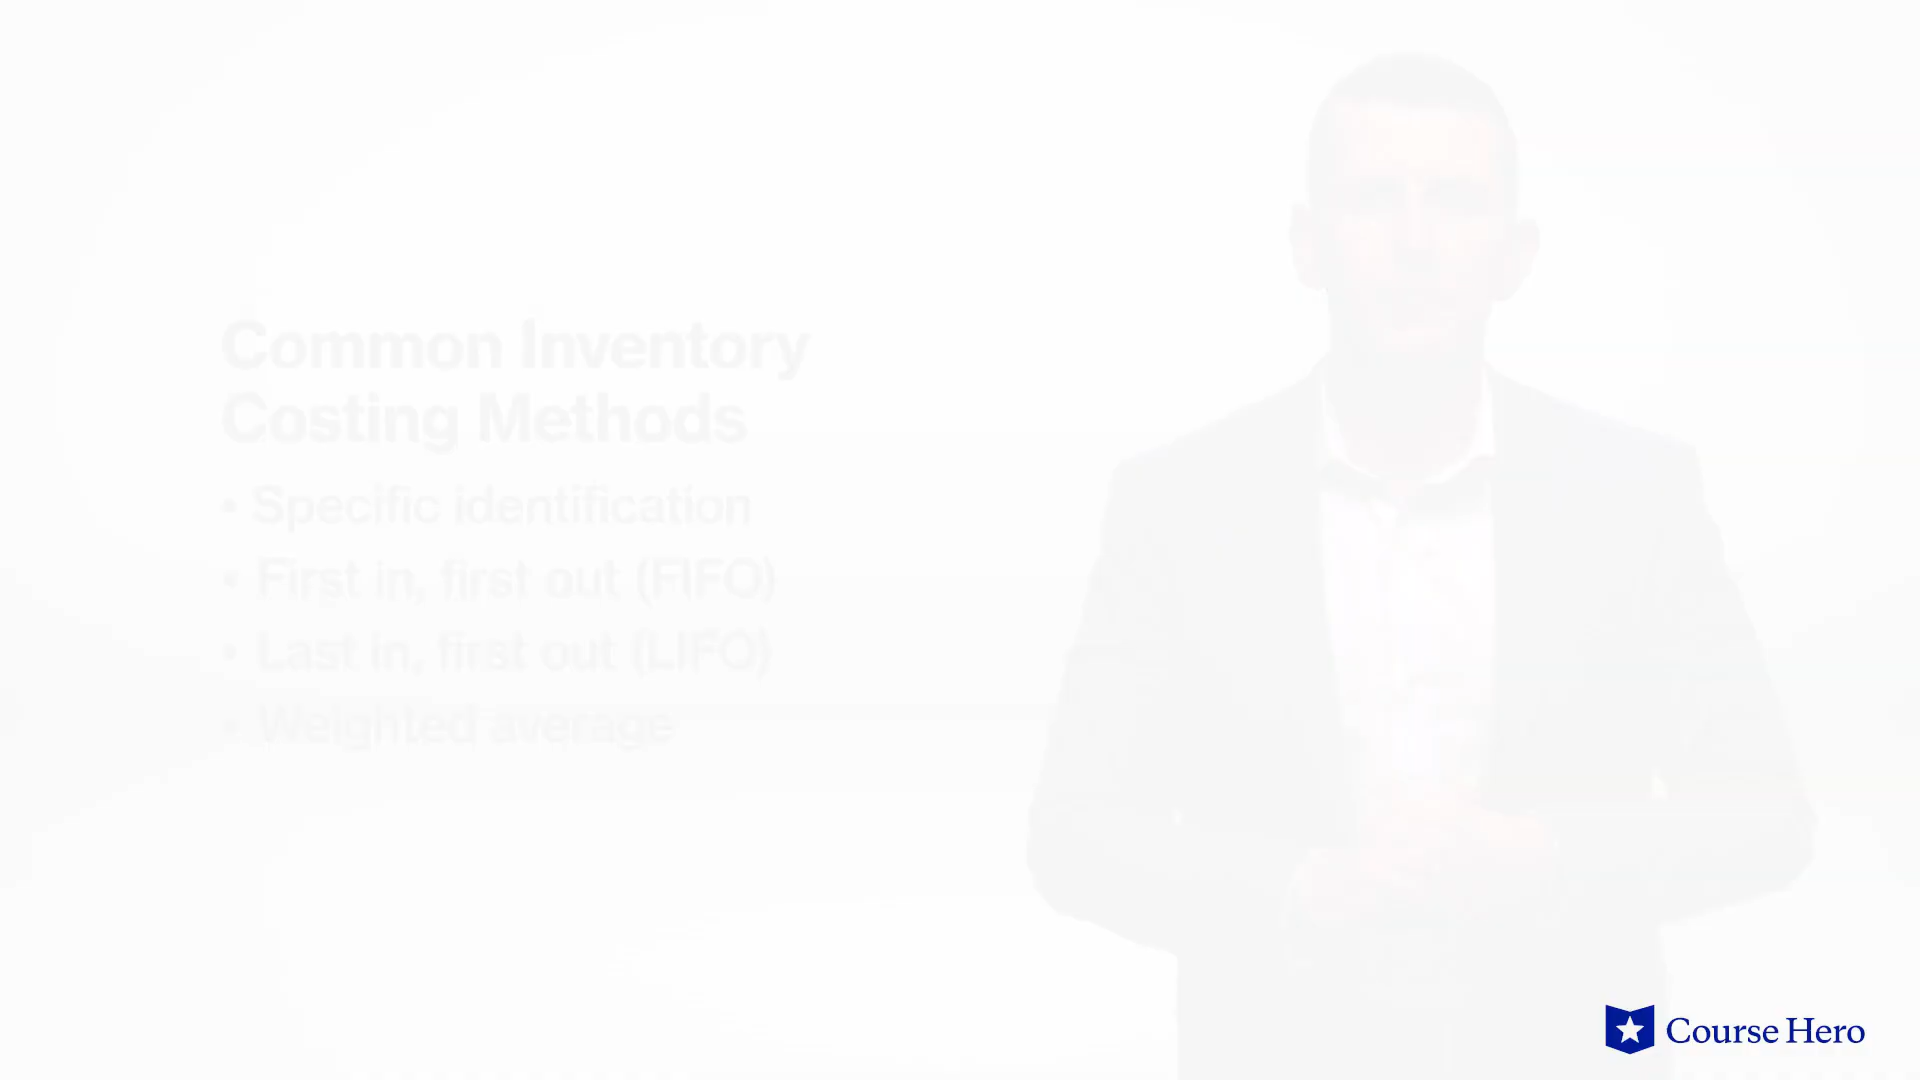 Common Inventory
Costing Methods
• Specific identification
• First in, first out (FIFO)
• Last in, first out (LIFO)
• Weighted average
Course Hero